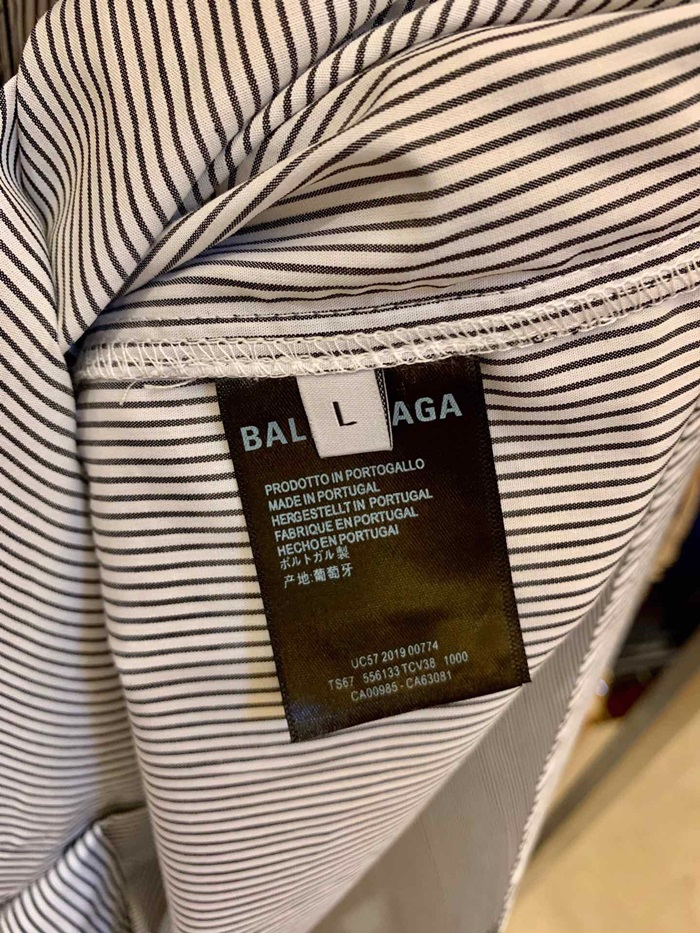 BAL L AGA
PRODOTTO IN PORTOGALLO
MADE IN PORTUGAL
HERGESTELLT IN PORTUGAL
FABRIQUE EN PORTUGAL
HECHO EN PORTUGAL
ポルトガル製
产地:葡萄牙
UC57 2019 00774
TS67 556133 TCV38 1000
CA00985 - CA63081